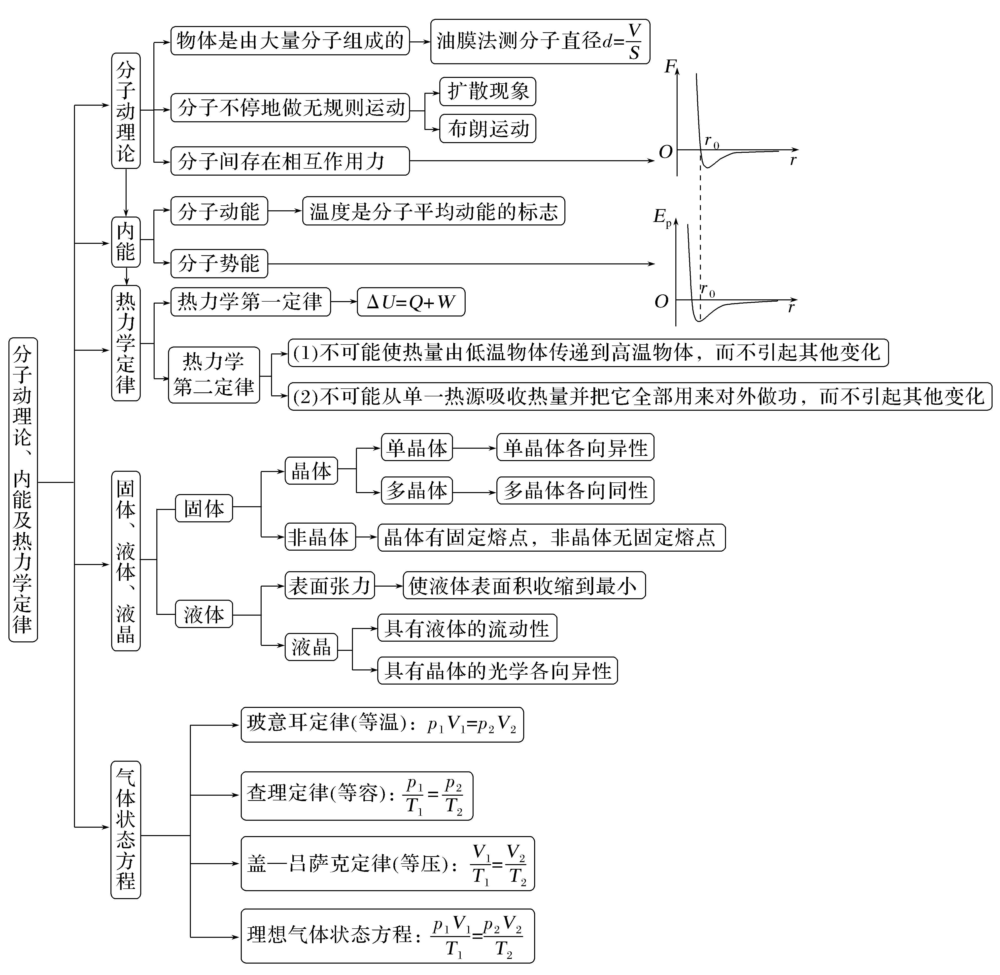 分子动理论、内能及热力学定律
分子动理论
物体是由大量分子组成的
油膜法测分子直径d=V/S
分子不停地做无规则运动
扩散现象
布朗运动
分子间存在相互作用力
F
O
r₀
r
内能
分子动能
温度是分子平均动能的标志
分子势能
Eₚ
O
r₀
r
热力学定律
热力学第一定律
ΔU=Q+W
热力学
第二定律
(1)不可能使热量由低温物体传递到高温物体，而不引起其他变化
(2)不可能从单一热源吸收热量并把它全部用来对外做功，而不引起其他变化
固体、液体、液晶
固体
晶体
单晶体
单晶体各向异性
多晶体
多晶体各向同性
非晶体
晶体有固定熔点，非晶体无固定熔点
液体
表面张力
使液体表面积收缩到最小
液晶
具有液体的流动性
具有晶体的光学各向异性
气体状态方程
玻意耳定律(等温)：p₁V₁=p₂V₂
查理定律(等容)：p₁/T₁=p₂/T₂
盖—吕萨克定律(等压)：V₁/T₁=V₂/T₂
理想气体状态方程：p₁V₁/T₁=p₂V₂/T₂